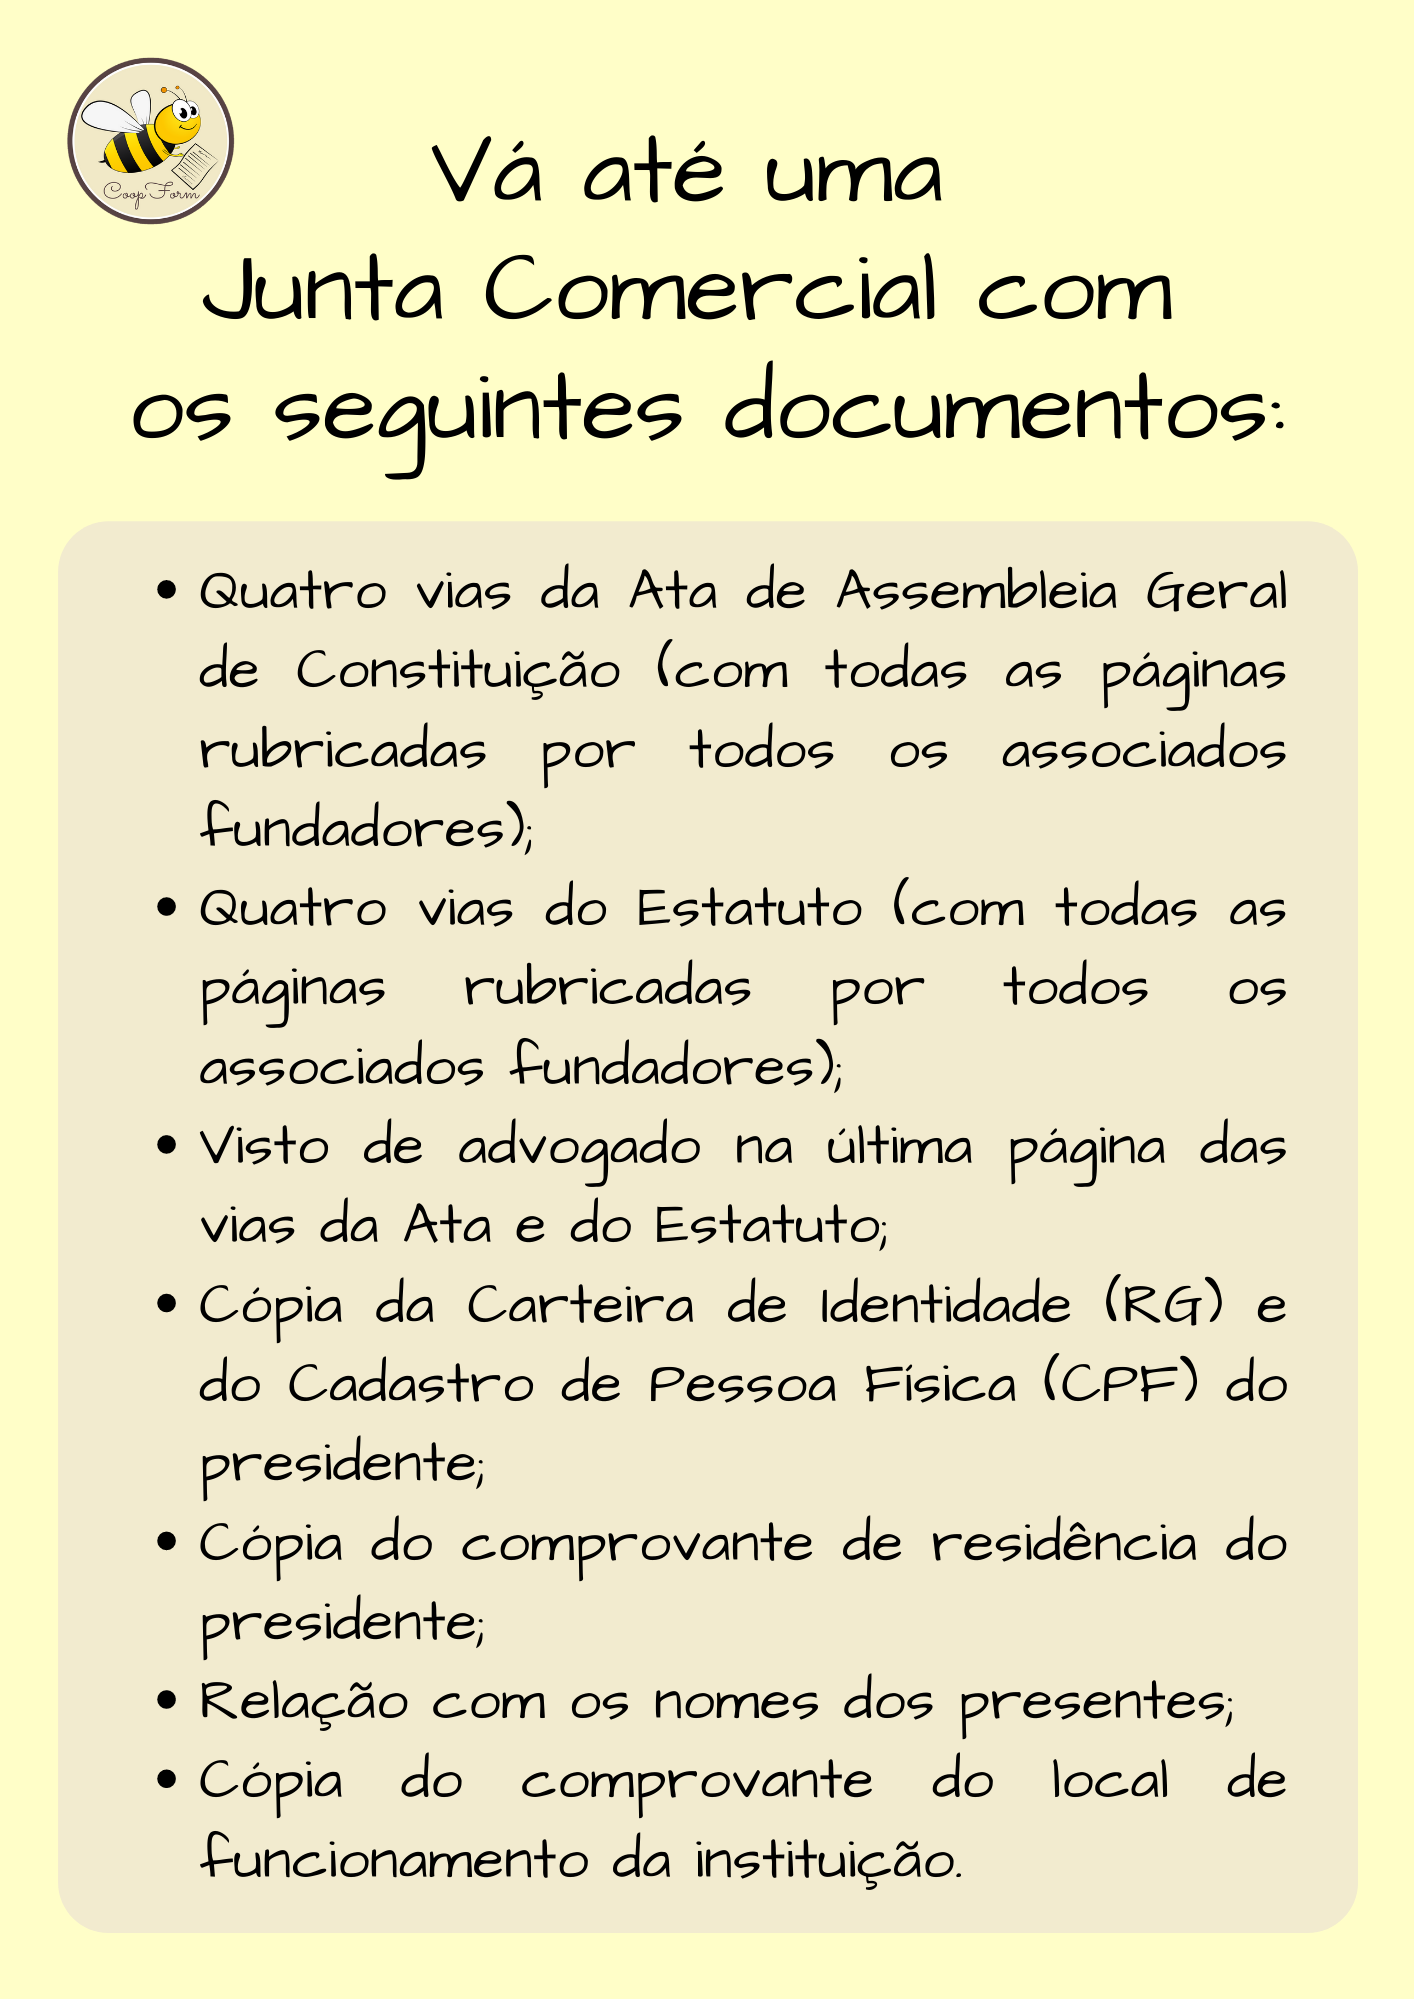 CoopForm
Vá até uma
Junta Comercial com
os seguintes documentos:
• Quatro vias da Ata de Assembleia Geral
de Constituição (com todas as páginas
rubricadas por todos os associados
fundadores);
• Quatro vias do Estatuto (com todas as
páginas rubricadas por todos os
associados fundadores);
• Visto de advogado na última página das
vias da Ata e do Estatuto;
• Cópia da Carteira de Identidade (RG) e
do Cadastro de Pessoa Física (CPF) do
presidente;
• Cópia do comprovante de residência do
presidente;
• Relação com os nomes dos presentes;
• Cópia do comprovante do local de
funcionamento da instituição.